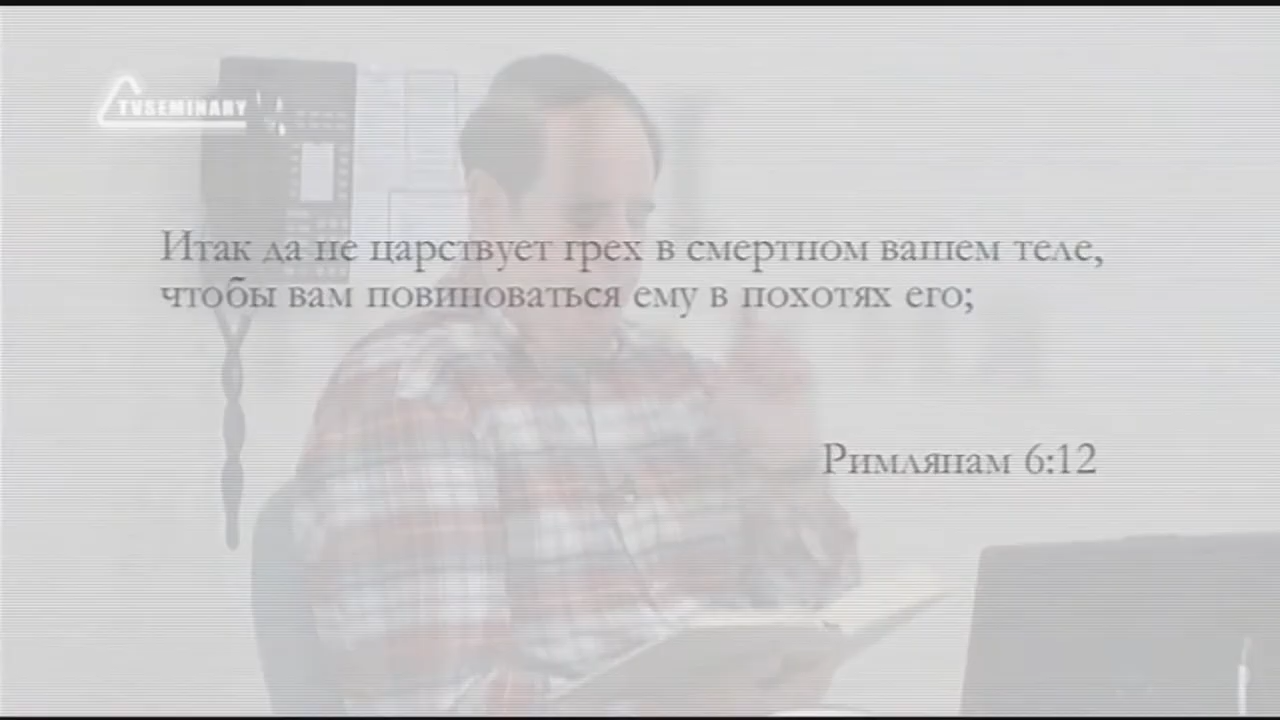 TVSEMINARY
Итак да не царствует грех в смертном вашем теле,
чтобы вам повиноваться ему в похотях его;
Римлянам 6:12